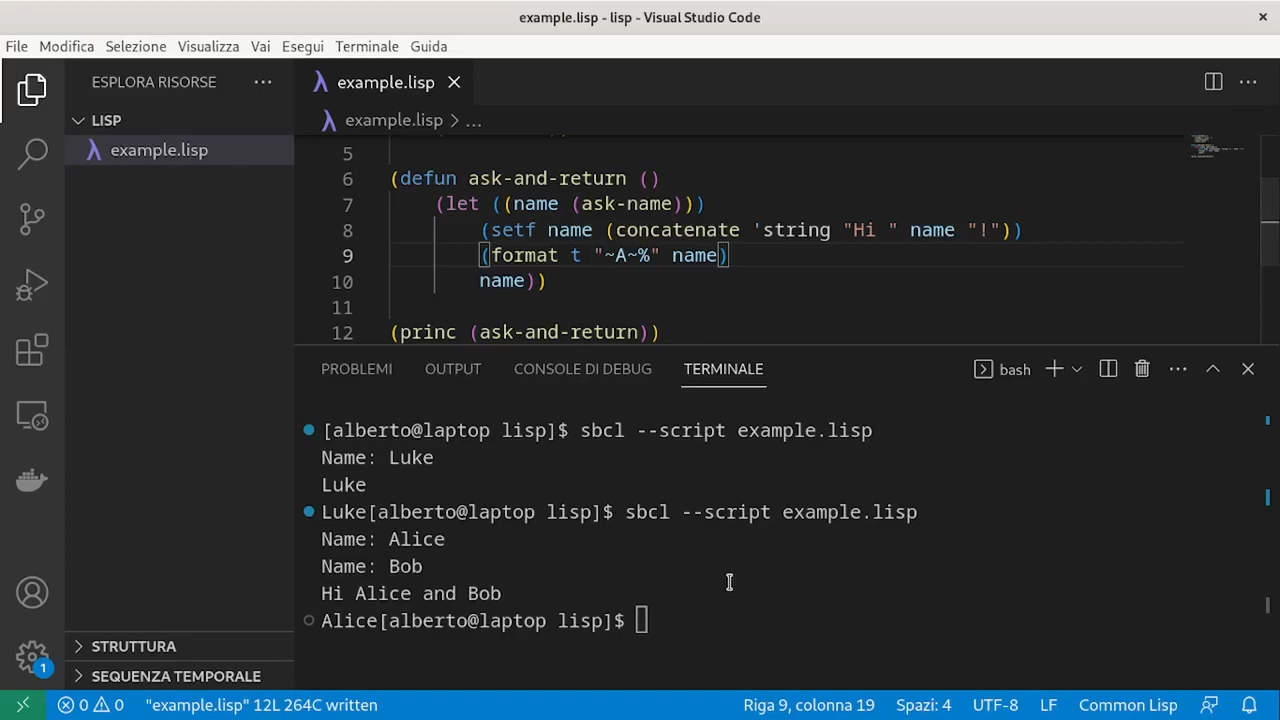 example.lisp - lisp - Visual Studio Code
File Modifica Selezione Visualizza Vai Esegui Terminale Guida
ESPLORA RISORSE
LISP
example.lisp
STRUTTURA
SEQUENZA TEMPORALE
1
example.lisp
example.lisp > ...
5
6 (defun ask-and-return ()
7 (let ((name (ask-name)))
8 (setf name (concatenate 'string "Hi " name "!"))
9 (format t "~A~%" name)
10 name))
11
12 (princ (ask-and-return))
PROBLEMI OUTPUT CONSOLE DI DEBUG TERMINALE bash
[alberto@laptop lisp]$ sbcl --script example.lisp
Name: Luke
Luke
Luke[alberto@laptop lisp]$ sbcl --script example.lisp
Name: Alice
Name: Bob
Hi Alice and Bob
Alice[alberto@laptop lisp]$
0 0 "example.lisp" 12L 264C written Riga 9, colonna 19 Spazi: 4 UTF-8 LF Common Lisp